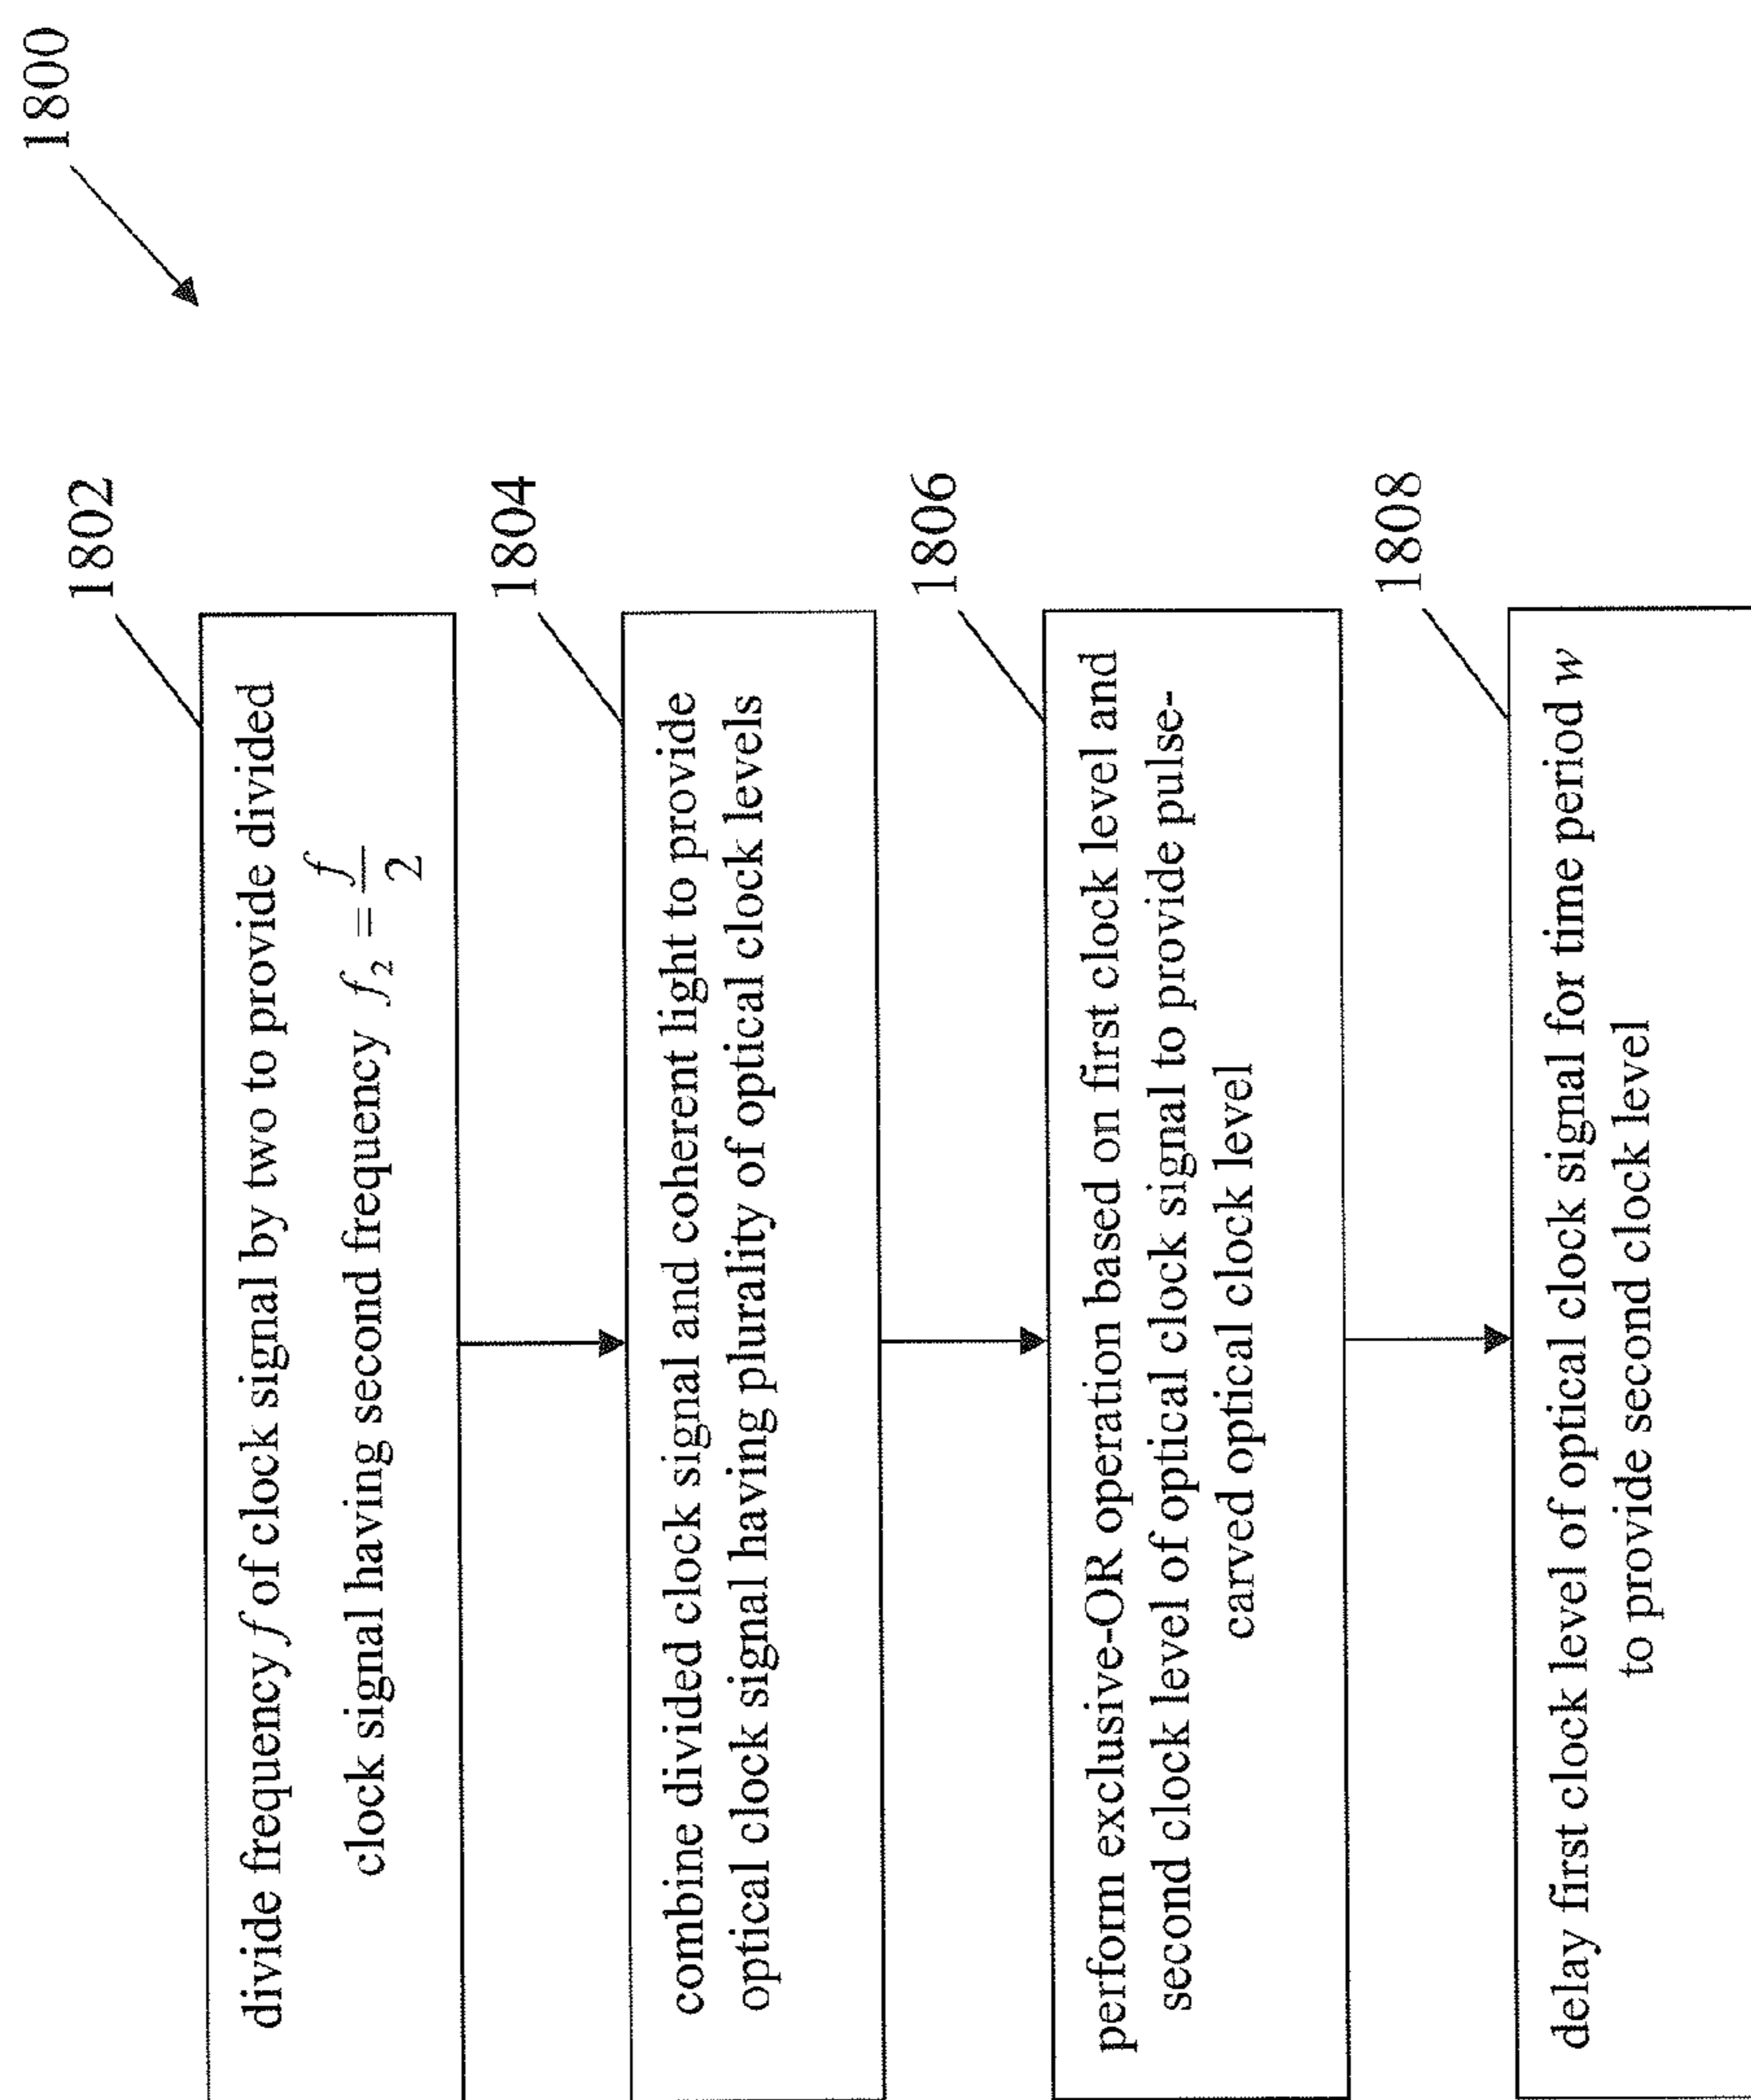 1800
1802
divide frequency f of clock signal by two to provide divided
clock signal having second frequency f₂ = f/2
1804
combine divided clock signal and coherent light to provide
optical clock signal having plurality of optical clock levels
1806
perform exclusive-OR operation based on first clock level and
second clock level of optical clock signal to provide pulse-
carved optical clock level
1808
delay first clock level of optical clock signal for time period w
to provide second clock level